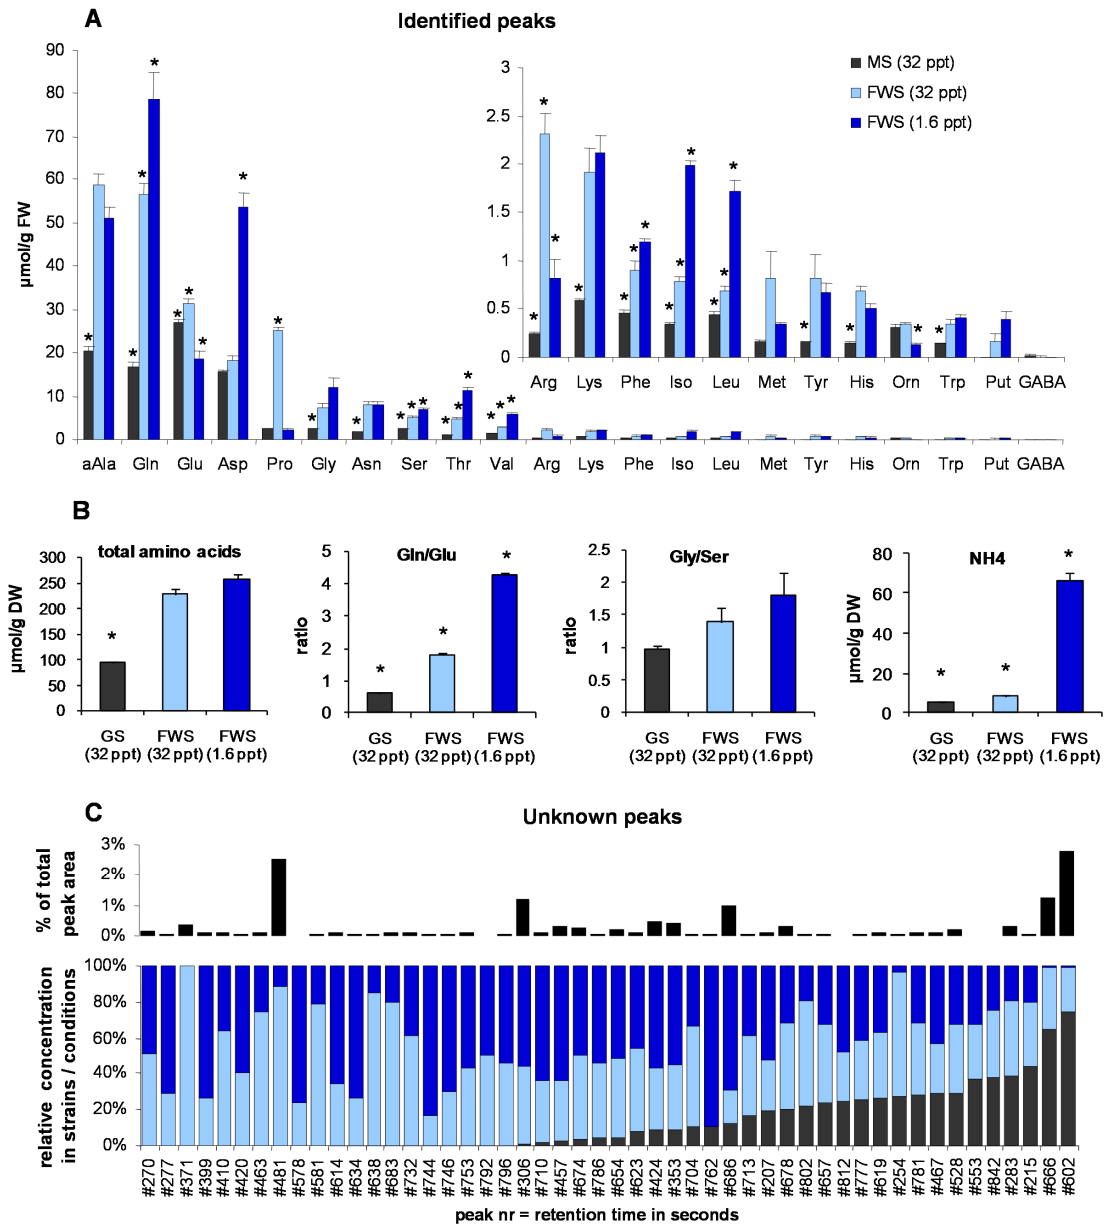 A
Identified peaks
MS (32 ppt)
FWS (32 ppt)
FWS (1.6 ppt)
µmol/g FW
90
80
70
60
50
40
30
20
10
0
3
2.5
2
1.5
1
0.5
0
* * * * * * * * * * * * * * * * * * *
* * * * * * * * * * * * * * * * *
Arg Lys Phe Iso Leu Met Tyr His Orn Trp Put GABA
aAla Gln Glu Asp Pro Gly Asn Ser Thr Val Arg Lys Phe Iso Leu Met Tyr His Orn Trp Put GABA
B
total amino acids
µmol/g DW
300
250
200
150
100
50
0
*
GS FWS FWS
(32 ppt) (32 ppt) (1.6 ppt)
Gln/Glu
ratio
5
4
3
2
1
0
* * *
GS FWS FWS
(32 ppt) (32 ppt) (1.6 ppt)
Gly/Ser
ratio
2.5
2
1.5
1
0.5
0
GS FWS FWS
(32 ppt) (32 ppt) (1.6 ppt)
NH4
µmol/g DW
80
60
40
20
0
* * *
GS FWS FWS
(32 ppt) (32 ppt) (1.6 ppt)
C
Unknown peaks
% of total
peak area
3%
2%
1%
0%
relative concentration
in strains / conditions
100%
80%
60%
40%
20%
0%
#270 #277 #371 #399 #410 #420 #463 #481 #578 #581 #614 #634 #638 #683 #732 #744 #746 #753 #792 #796 #306 #710 #457 #674 #786 #654 #623 #424 #353 #704 #762 #686 #713 #207 #678 #802 #657 #812 #777 #619 #254 #781 #467 #528 #553 #842 #283 #215 #666 #602
peak nr = retention time in seconds